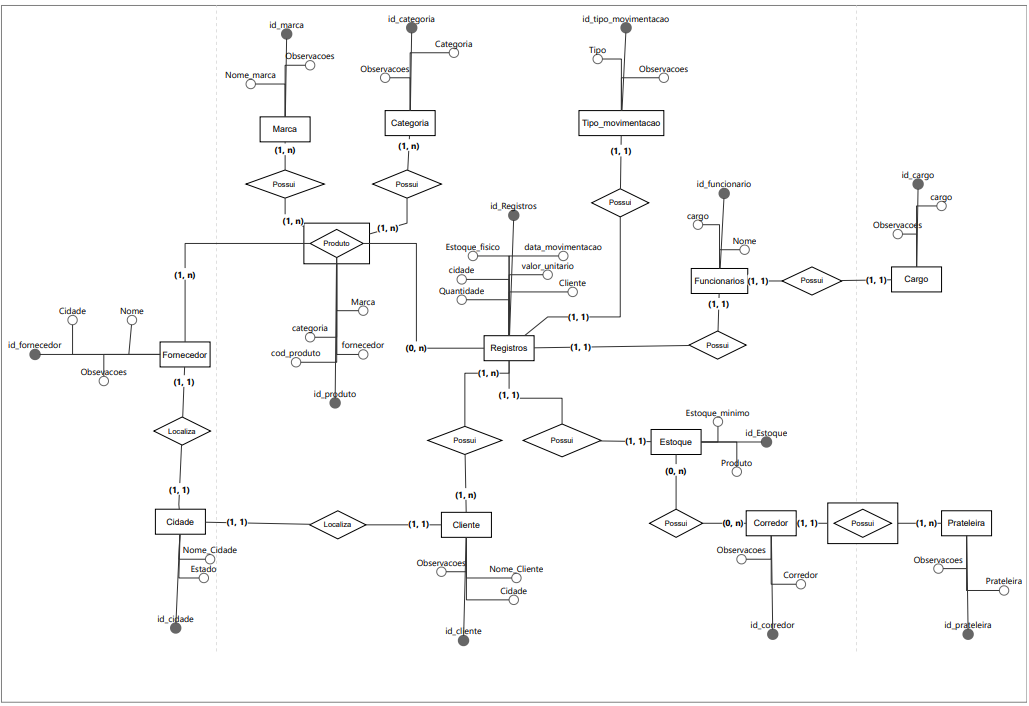 id_marca
id_categoria
id_tipo_movimentacao
Categoria
Tipo
Observacoes
Observacoes
Observacoes
Nome_marca
Marca
Categoria
Tipo_movimentacao
(1, n)
(1, n)
(1, 1)
Possui
Possui
Possui
id_funcionario
id_cargo
cargo
cargo
Observacoes
Nome
id_Registros
(1, n)
(1, n)
Produto
Estoque_fisico
data_movimentacao
cidade
valor_unitario
Quantidade
Cliente
Funcionarios
(1, 1)
Possui
(1, 1)
Cargo
(1, n)
(1, 1)
Marca
(1, 1)
Cidade
Nome
categoria
cod_produto
fornecedor
id_fornecedor
Fornecedor
Obsevacoes
(0, n)
Registros
(1, 1)
Possui
(1, 1)
(1, n)
id_produto
(1, 1)
Localiza
Possui
Possui
(1, 1)
Estoque
Estoque_minimo
id_Estoque
Produto
(0, n)
(1, 1)
(1, n)
Cidade
(1, 1)
Localiza
(1, 1)
Cliente
Possui
(0, n)
Corredor
(1, 1)
Possui
(1, n)
Prateleira
Nome_Cidade
Estado
Observacoes
Nome_Cliente
Cidade
Observacoes
Corredor
Observacoes
Prateleira
id_cidade
id_cliente
id_corredor
id_prateleira